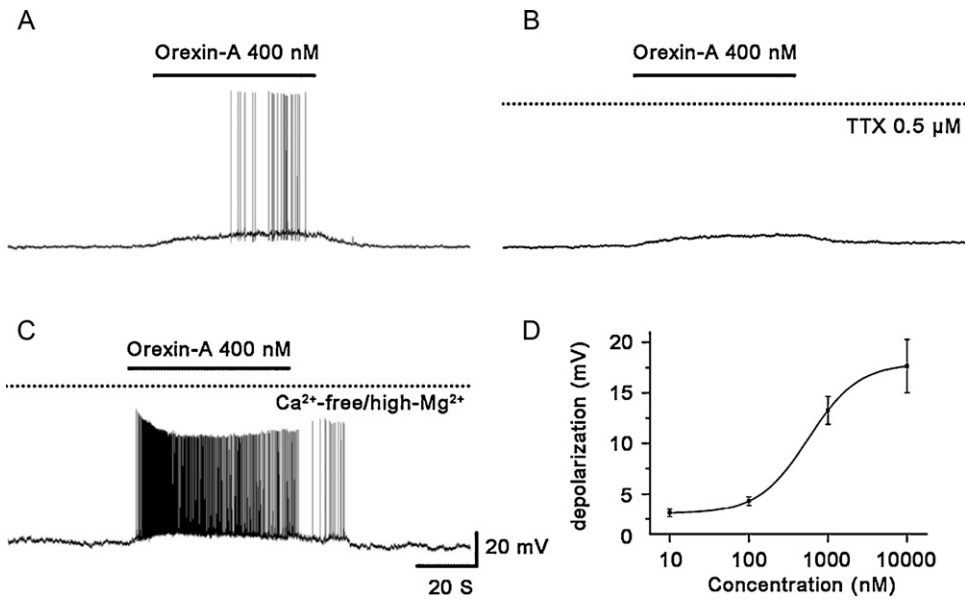 A
Orexin-A 400 nM
B
Orexin-A 400 nM
TTX 0.5 μM
C
Orexin-A 400 nM
Ca²⁺-free/high-Mg²⁺
20 mV
20 S
D
depolarization (mV)
20
15
10
5
0
10 100 1000 10000
Concentration (nM)